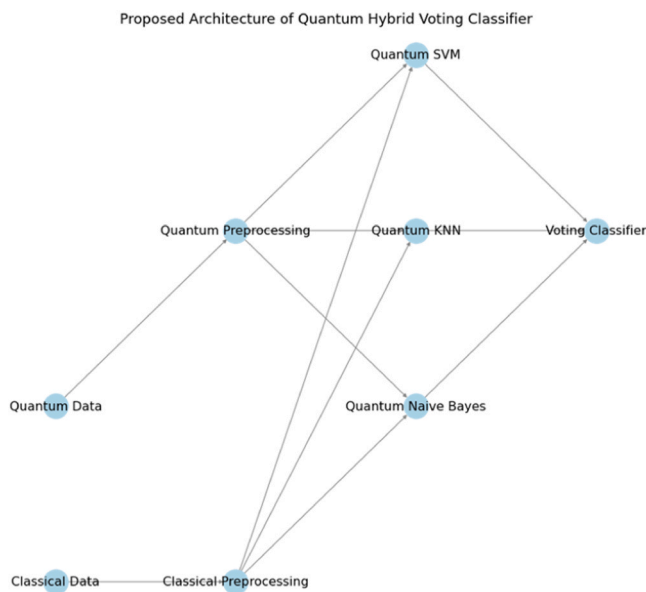 Proposed Architecture of Quantum Hybrid Voting Classifier
Quantum SVM
Quantum Preprocessing
Quantum KNN
Voting Classifier
Quantum Data
Quantum Naive Bayes
Classical Data
Classical Preprocessing